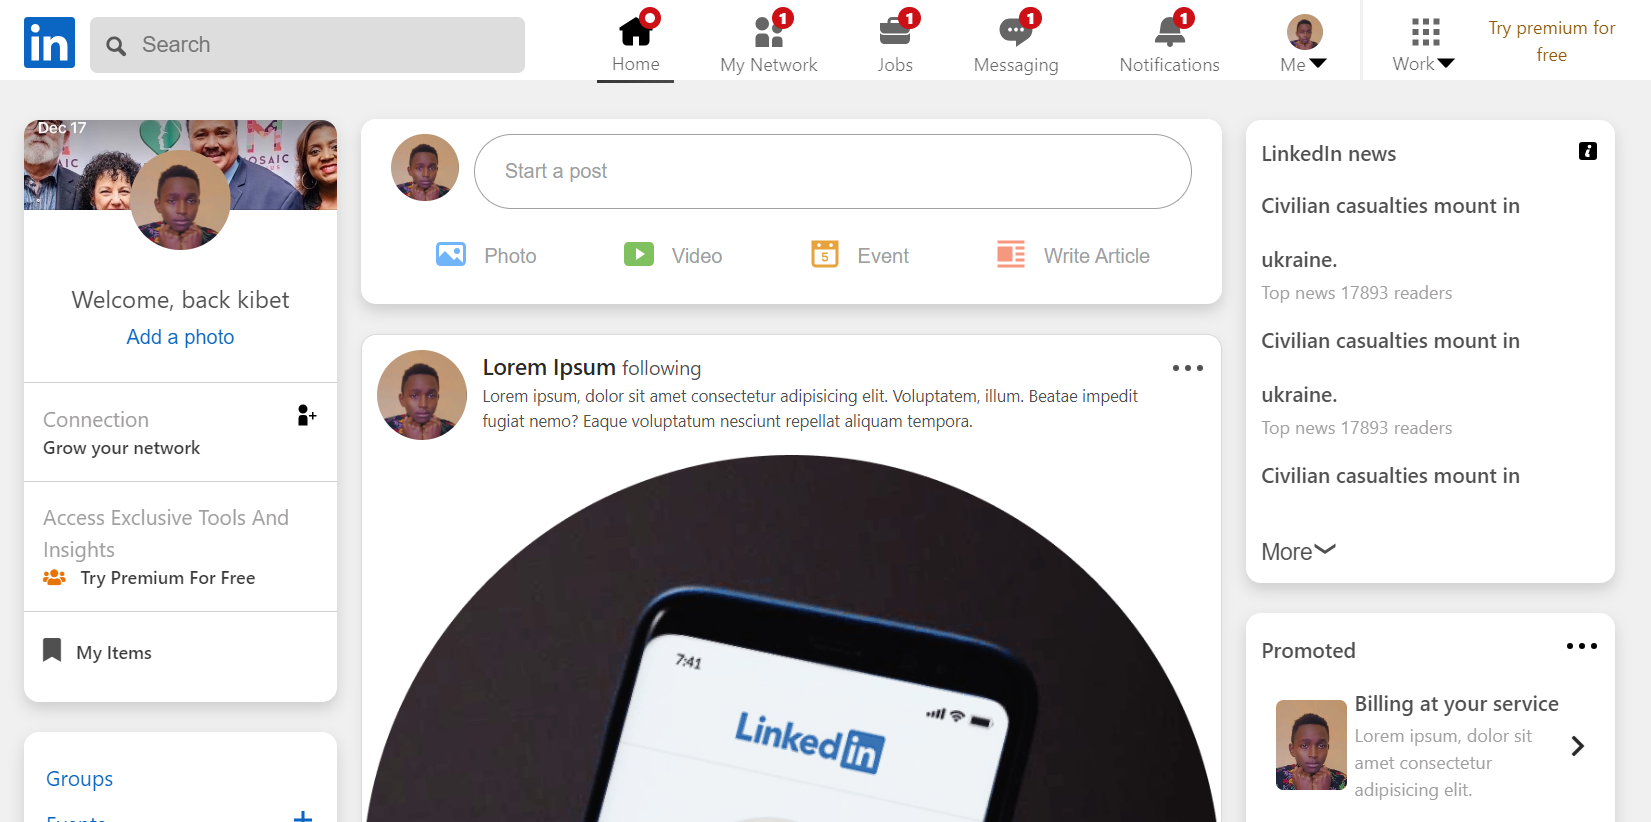 in
Search
Home
1
My Network
1
Jobs
1
Messaging
1
Notifications
Me
Work
Try premium for
free
Dec 17
MOSAIC
Welcome, back kibet
Add a photo
Connection
Grow your network
Access Exclusive Tools And
Insights
Try Premium For Free
My Items
Groups
Events
Start a post
Photo
Video
5
Event
Write Article
Lorem Ipsum following
Lorem ipsum, dolor sit amet consectetur adipisicing elit. Voluptatem, illum. Beatae impedit
fugiat nemo? Eaque voluptatum nesciunt repellat aliquam tempora.
7:41
LinkedIn
LinkedIn news
i
Civilian casualties mount in
ukraine.
Top news 17893 readers
Civilian casualties mount in
ukraine.
Top news 17893 readers
Civilian casualties mount in
More
Promoted
Billing at your service
Lorem ipsum, dolor sit
amet consectetur
adipisicing elit.